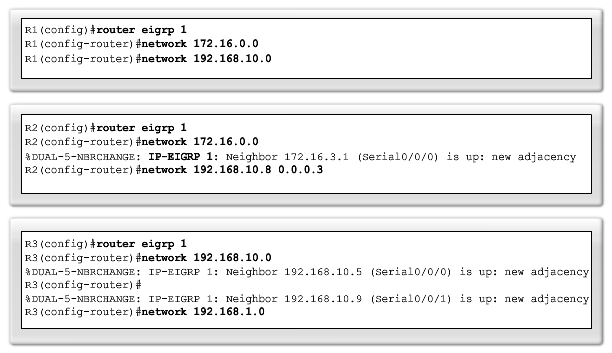 R1(config)#router eigrp 1
R1(config-router)#network 172.16.0.0
R1(config-router)#network 192.168.10.0
R2(config)#router eigrp 1
R2(config-router)#network 172.16.0.0
%DUAL-5-NBRCHANGE: IP-EIGRP 1: Neighbor 172.16.3.1 (Serial0/0/0) is up: new adjacency
R2(config-router)#network 192.168.10.8 0.0.0.3
R3(config)#router eigrp 1
R3(config-router)#network 192.168.10.0
%DUAL-5-NBRCHANGE: IP-EIGRP 1: Neighbor 192.168.10.5 (Serial0/0/0) is up: new adjacency
R3(config-router)#
%DUAL-5-NBRCHANGE: IP-EIGRP 1: Neighbor 192.168.10.9 (Serial0/0/1) is up: new adjacency
R3(config-router)#network 192.168.1.0